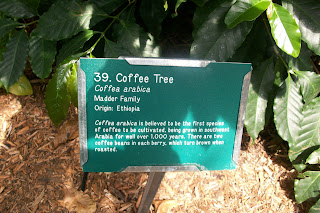 39. Coffee Tree
Coffea arabica
Madder Family
Origin: Ethiopia
Coffea arabica is believed to be the first species
of coffee to be cultivated, being grown in southwest
Arabia for well over 1,000 years. There are two
coffee beans in each berry, which turn brown when
roasted.